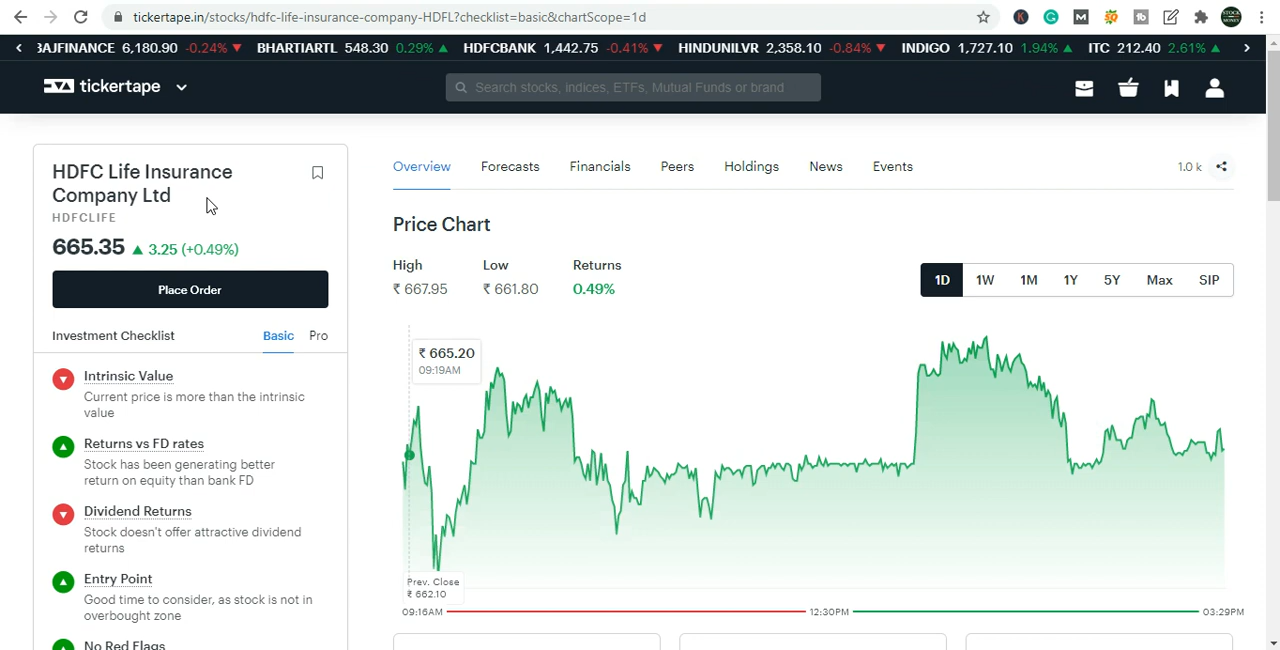 tickertape.in/stocks/hdfc-life-insurance-company-HDFL?checklist=basic&chartScope=1d
BAJFINANCE 6,180.90 -0.24% ▼ BHARTIARTL 548.30 0.29% ▲ HDFCBANK 1,442.75 -0.41% ▼ HINDUNILVR 2,358.10 -0.84% ▼ INDIGO 1,727.10 1.94% ▲ ITC 212.40 2.61% ▲
tickertape
Search stocks, indices, ETFs, Mutual Funds or brand
HDFC Life Insurance
Company Ltd
HDFCLIFE
665.35 ▲ 3.25 (+0.49%)
Place Order
Investment Checklist Basic Pro
Intrinsic Value
Current price is more than the intrinsic
value
Returns vs FD rates
Stock has been generating better
return on equity than bank FD
Dividend Returns
Stock doesn't offer attractive dividend
returns
Entry Point
Good time to consider, as stock is not in
overbought zone
No Red Flags
Overview Forecasts Financials Peers Holdings News Events
1.0 k
Price Chart
High Low Returns
₹ 667.95 ₹ 661.80 0.49%
1D 1W 1M 1Y 5Y Max SIP
₹ 665.20
09:19AM
Prev. Close
₹ 662.10
09:16AM 12:30PM 03:29PM